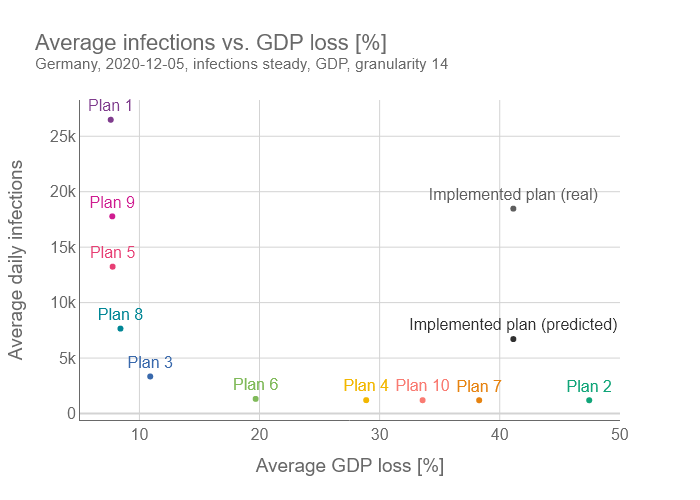 Average infections vs. GDP loss [%]
Germany, 2020-12-05, infections steady, GDP, granularity 14
Plan 1
25k
Plan 9
20k
Implemented plan (real)
Plan 5
15k
Plan 8
10k
Implemented plan (predicted)
Plan 3
5k
Plan 6
Plan 4
Plan 10
Plan 7
Plan 2
0
10
20
30
40
50
Average daily infections
Average GDP loss [%]